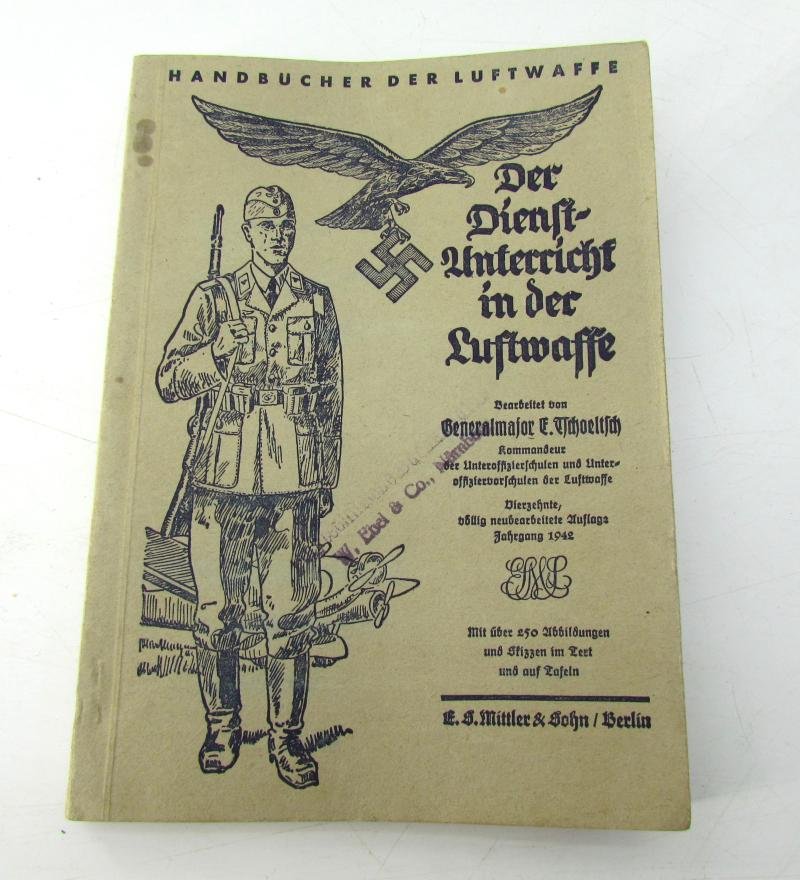 HANDBUCHER DER LUFTWAFFE
Der
Dienst-
Unterricht
in der
Luftwaffe
Bearbeitet von
Generalmajor E. Tschoeltsch
Kommandeur
der Unteroffizierschulen und Unter-
offiziervorschulen der Luftwaffe
Vierzehnte,
völlig neubearbeitete Auflage
Jahrgang 1942
Mit über 250 Abbildungen
und Skizzen im Text
und auf Tafeln
E. S. Mittler & Sohn / Berlin
& Co.,